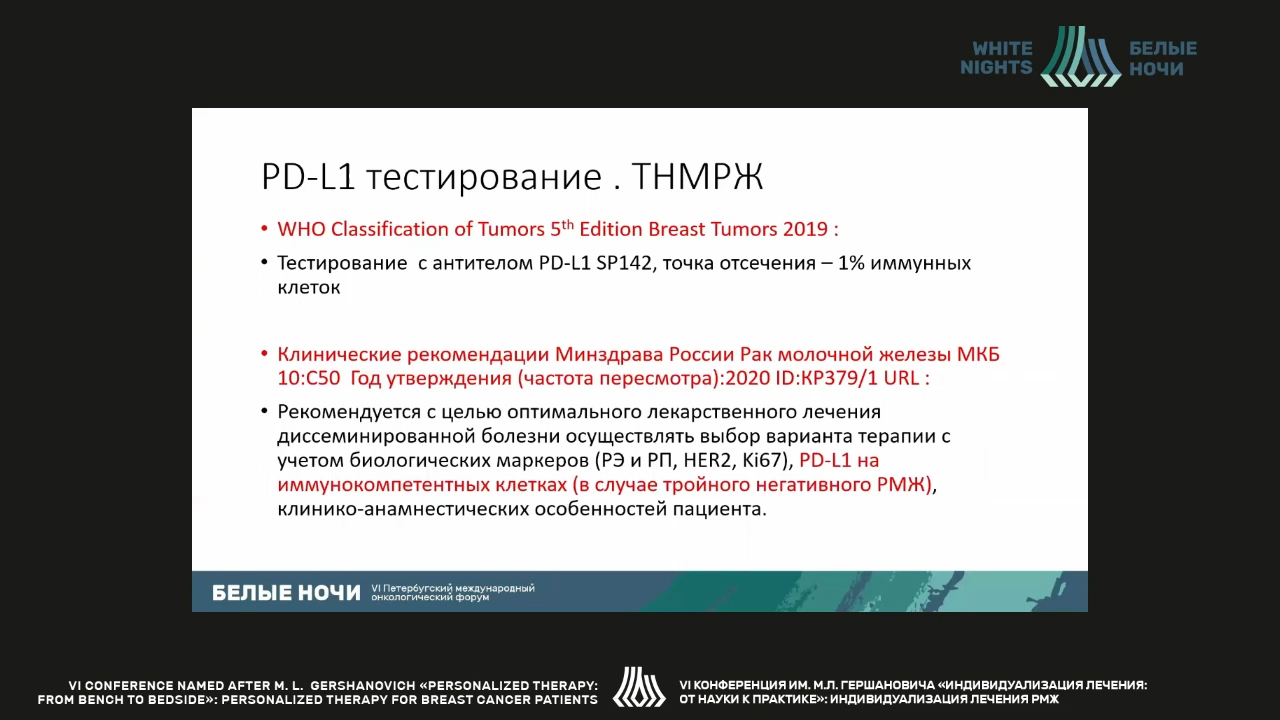 WHITE
NIGHTS
БЕЛЫЕ
НОЧИ
PD-L1 тестирование . ТНМРЖ
• WHO Classification of Tumors 5th Edition Breast Tumors 2019 :
• Тестирование с антителом PD-L1 SP142, точка отсечения – 1% иммунных
клеток
• Клинические рекомендации Минздрава России Рак молочной железы МКБ
10:C50 Год утверждения (частота пересмотра):2020 ID:КР379/1 URL :
• Рекомендуется с целью оптимального лекарственного лечения
диссеминированной болезни осуществлять выбор варианта терапии с
учетом биологических маркеров (РЭ и РП, HER2, Ki67), PD-L1 на
иммунокомпетентных клетках (в случае тройного негативного РМЖ),
клинико-анамнестических особенностей пациента.
БЕЛЫЕ НОЧИ
VI Петербургский международный
онкологический форум
VI CONFERENCE NAMED AFTER M. L. GERSHANOVICH «PERSONALIZED THERAPY:
FROM BENCH TO BEDSIDE»: PERSONALIZED THERAPY FOR BREAST CANCER PATIENTS
VI КОНФЕРЕНЦИЯ ИМ. М.Л. ГЕРШАНОВИЧА «ИНДИВИДУАЛИЗАЦИЯ ЛЕЧЕНИЯ:
ОТ НАУКИ К ПРАКТИКЕ»: ИНДИВИДУАЛИЗАЦИЯ ЛЕЧЕНИЯ РМЖ